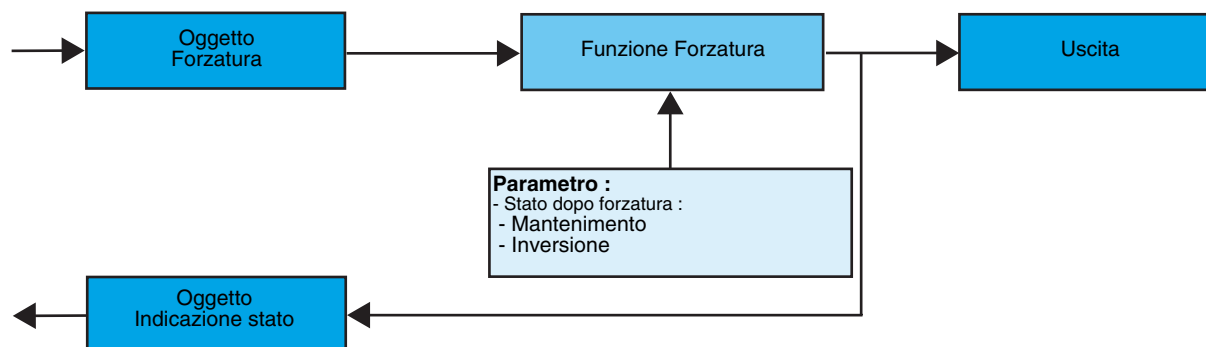 Oggetto
Forzatura
Funzione Forzatura
Uscita
Parametro :
- Stato dopo forzatura :
- Mantenimento
- Inversione
Oggetto
Indicazione stato